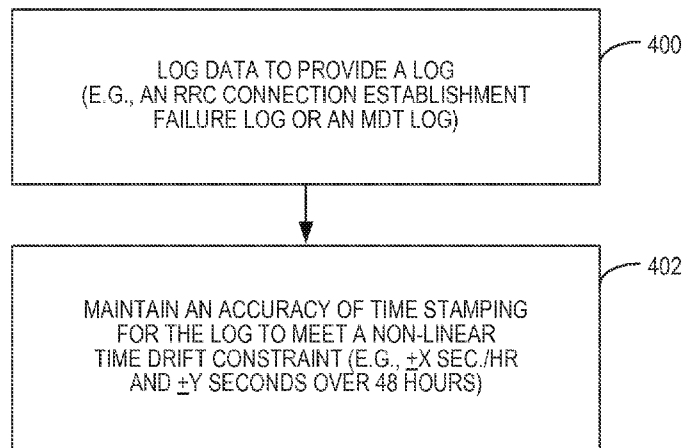 LOG DATA TO PROVIDE A LOG
(E.G., AN RRC CONNECTION ESTABLISHMENT
FAILURE LOG OR AN MDT LOG)
400
MAINTAIN AN ACCURACY OF TIME STAMPING
FOR THE LOG TO MEET A NON-LINEAR
TIME DRIFT CONSTRAINT (E.G., ±X SEC./HR
AND ±Y SECONDS OVER 48 HOURS)
402